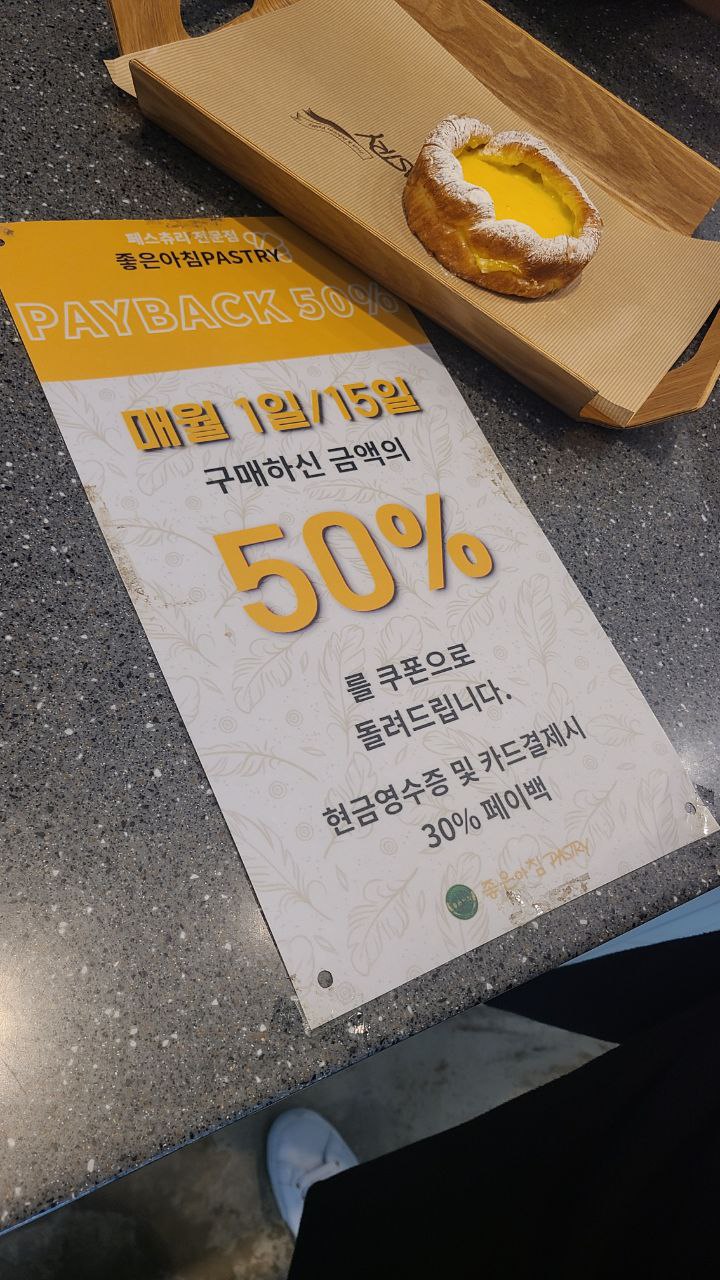 페스츄리 전문점
좋은아침PASTRY
PAYBACK 50%
매월 1일/15일
구매하신 금액의
50%
를 쿠폰으로
돌려드립니다.
현금영수증 및 카드결제시
30% 페이백
좋은아침 PASTRY